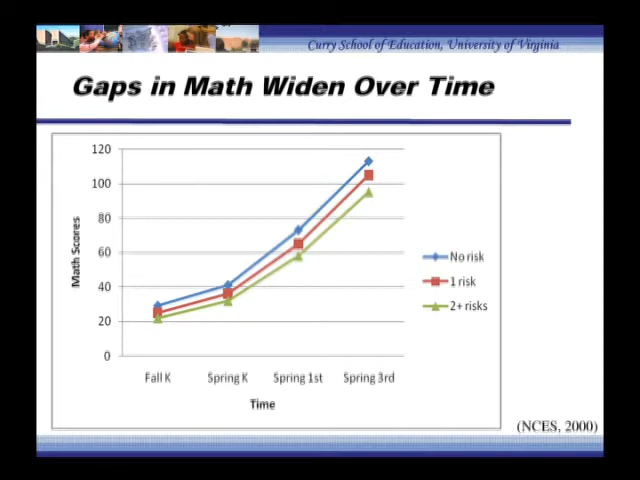 Curry School of Education, University of Virginia
Gaps in Math Widen Over Time
120
100
80
60
40
20
0
Math Scores
Fall K
Spring K
Spring 1st
Spring 3rd
Time
No risk
1 risk
2+ risks
(NCES, 2000)